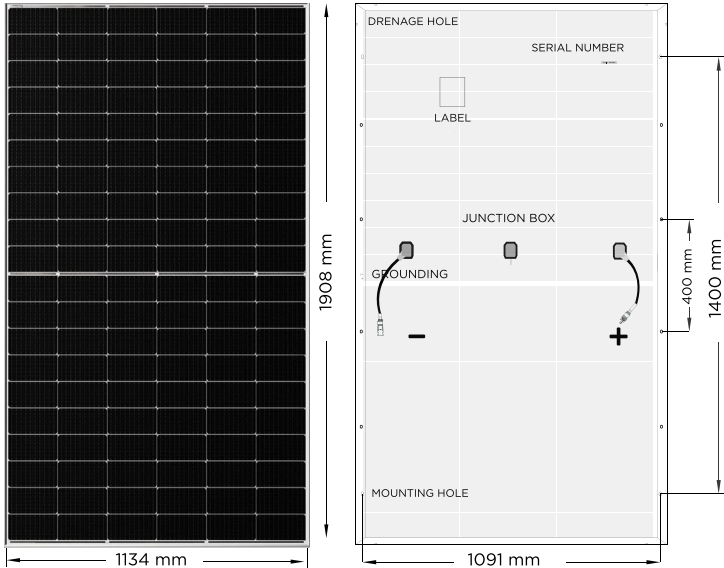 DRENAGE HOLE
SERIAL NUMBER
LABEL
JUNCTION BOX
GROUNDING
MOUNTING HOLE
1908 mm
400 mm
1400 mm
1134 mm
1091 mm